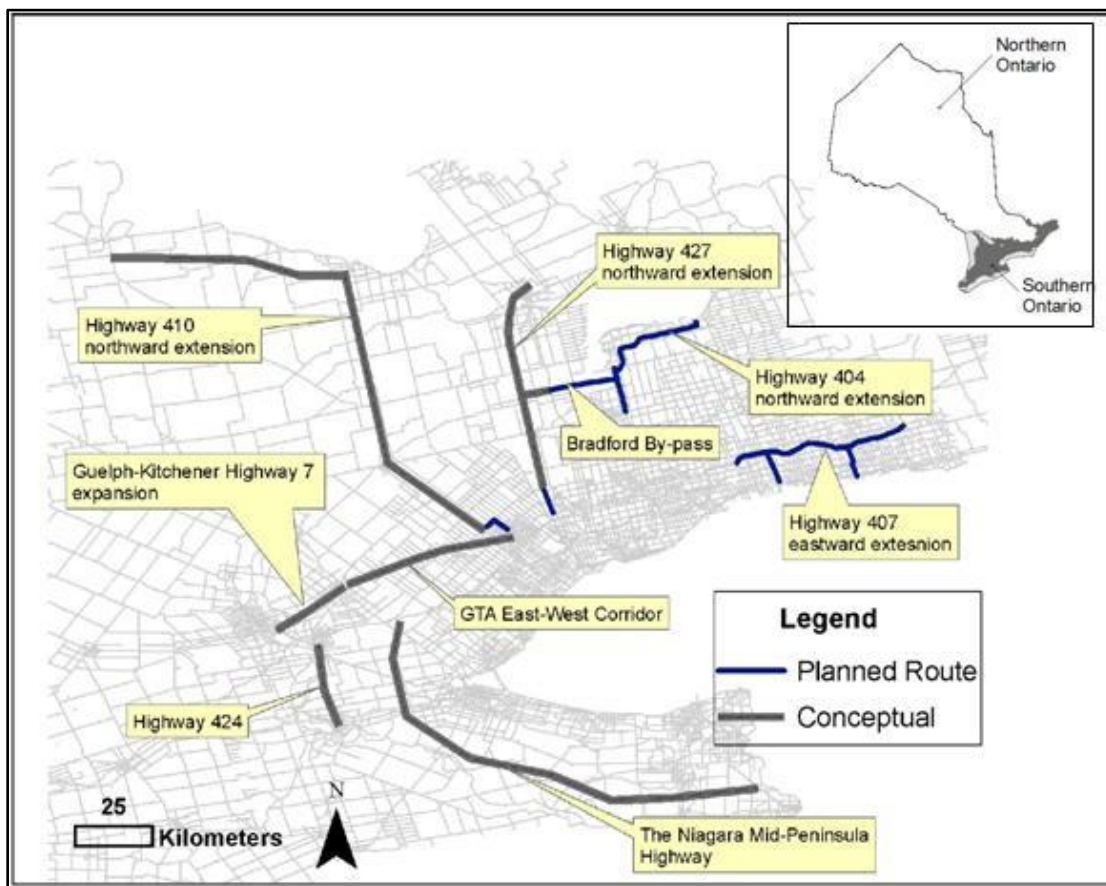 Northern
Ontario
Southern
Ontario
Highway 427
northward extension
Highway 410
northward extension
Highway 404
northward extension
Bradford By-pass
Guelph-Kitchener Highway 7
expansion
Highway 407
eastward extesnion
GTA East-West Corridor
Legend
Planned Route
Conceptual
Highway 424
N
25
Kilometers
The Niagara Mid-Peninsula
Highway